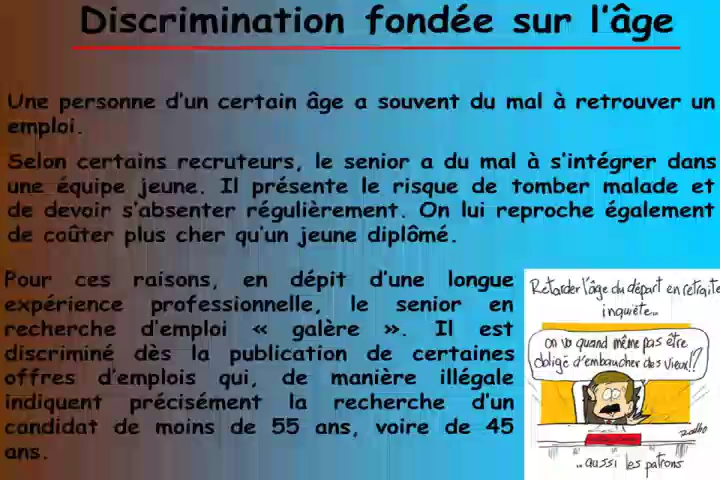 Discrimination fondée sur l'âge
Une personne d'un certain âge a souvent du mal à retrouver un
emploi.
Selon certains recruteurs, le senior a du mal à s'intégrer dans
une équipe jeune. Il présente le risque de tomber malade et
de devoir s'absenter régulièrement. On lui reproche également
de coûter plus cher qu'un jeune diplômé.
Pour ces raisons, en dépit d'une longue
expérience professionnelle, le senior en
recherche d'emploi « galère ». Il est
discriminé dès la publication de certaines
offres d'emplois qui, de manière illégale
indiquent précisément la recherche d'un
candidat de moins de 55 ans, voire de 45
ans.
Retarder l'âge du départ en retraite
inquiète...
on va quand même pas être
obligé d'embaucher des vieux!?
...aussi les patrons